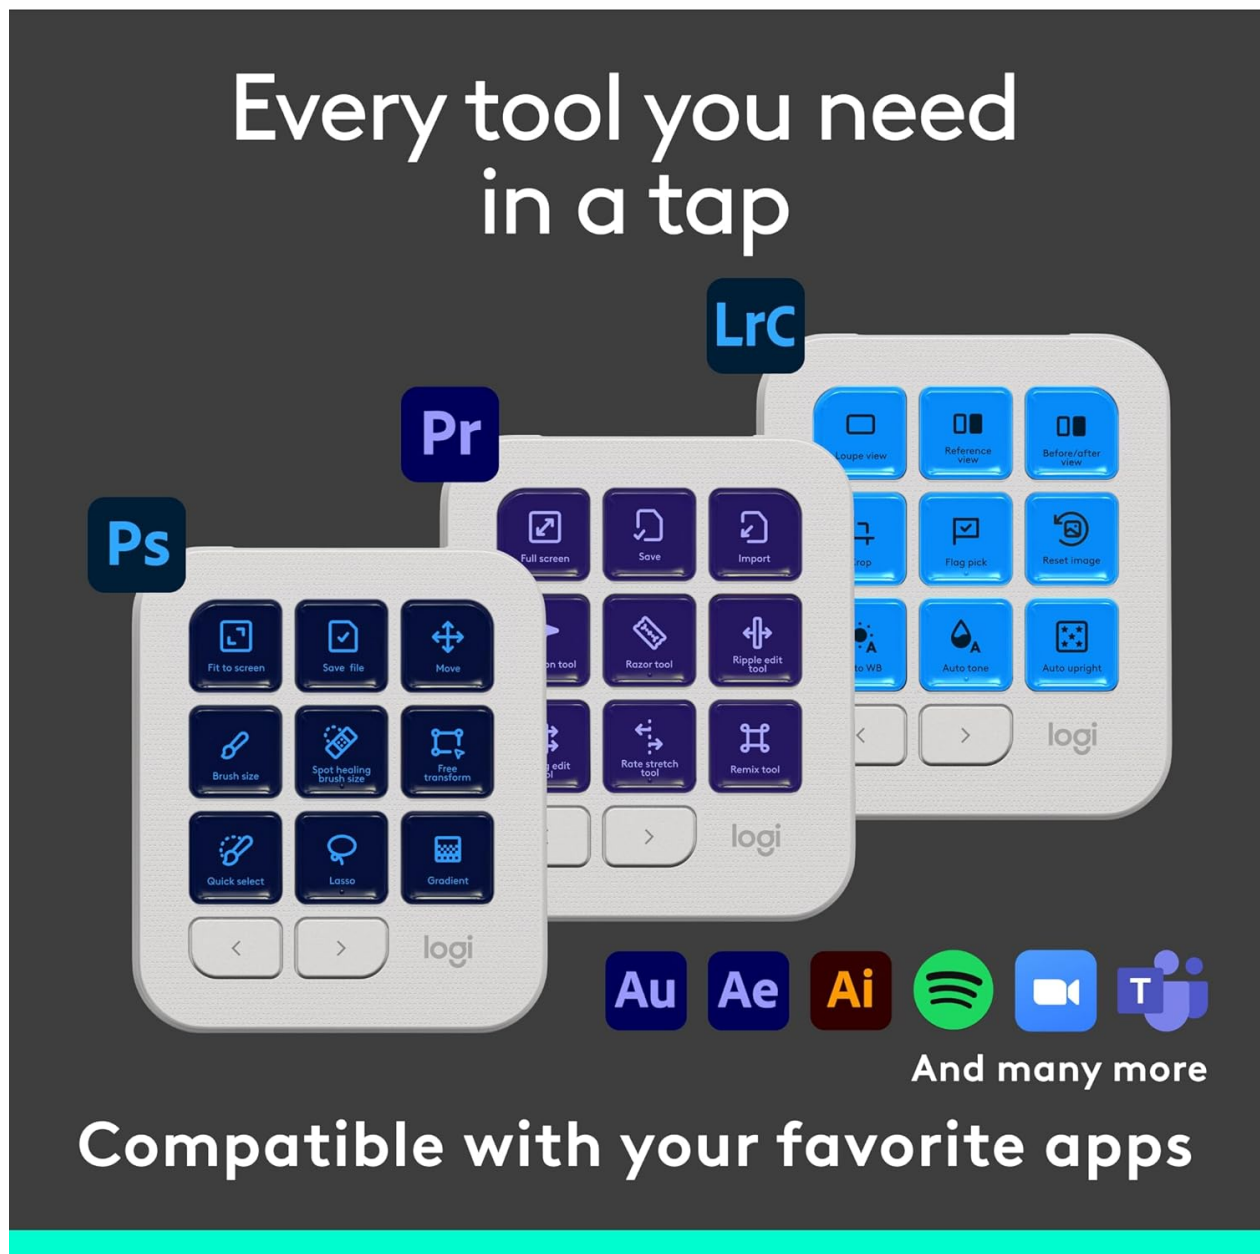 Every tool you need
in a tap
LrC
Loupe view
Reference
view
Before/after
view
Flag pick
Reset image
A
A
Auto tone
Auto upright
< > logi
Pr
Full screen
Save
Import
tool
Razor tool
Ripple edit
tool
edit
Rate stretch
tool
Remix tool
> logi
Ps
Fit to screen
Save file
Move
Brush size
Spot healing
brush size
Free
transform
Quick select
Lasso
Gradient
< > logi
Au Ae Ai T
And many more
Compatible with your favorite apps